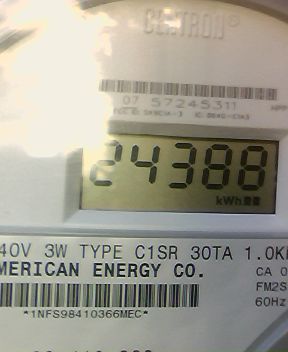 CENTRON®
07 57245311
24388
kWh
40V 3W TYPE C1SR 30TA 1.0K
MERICAN ENERGY CO.
CA 0
FM2S
60Hz
*1NFS98410366MEC*